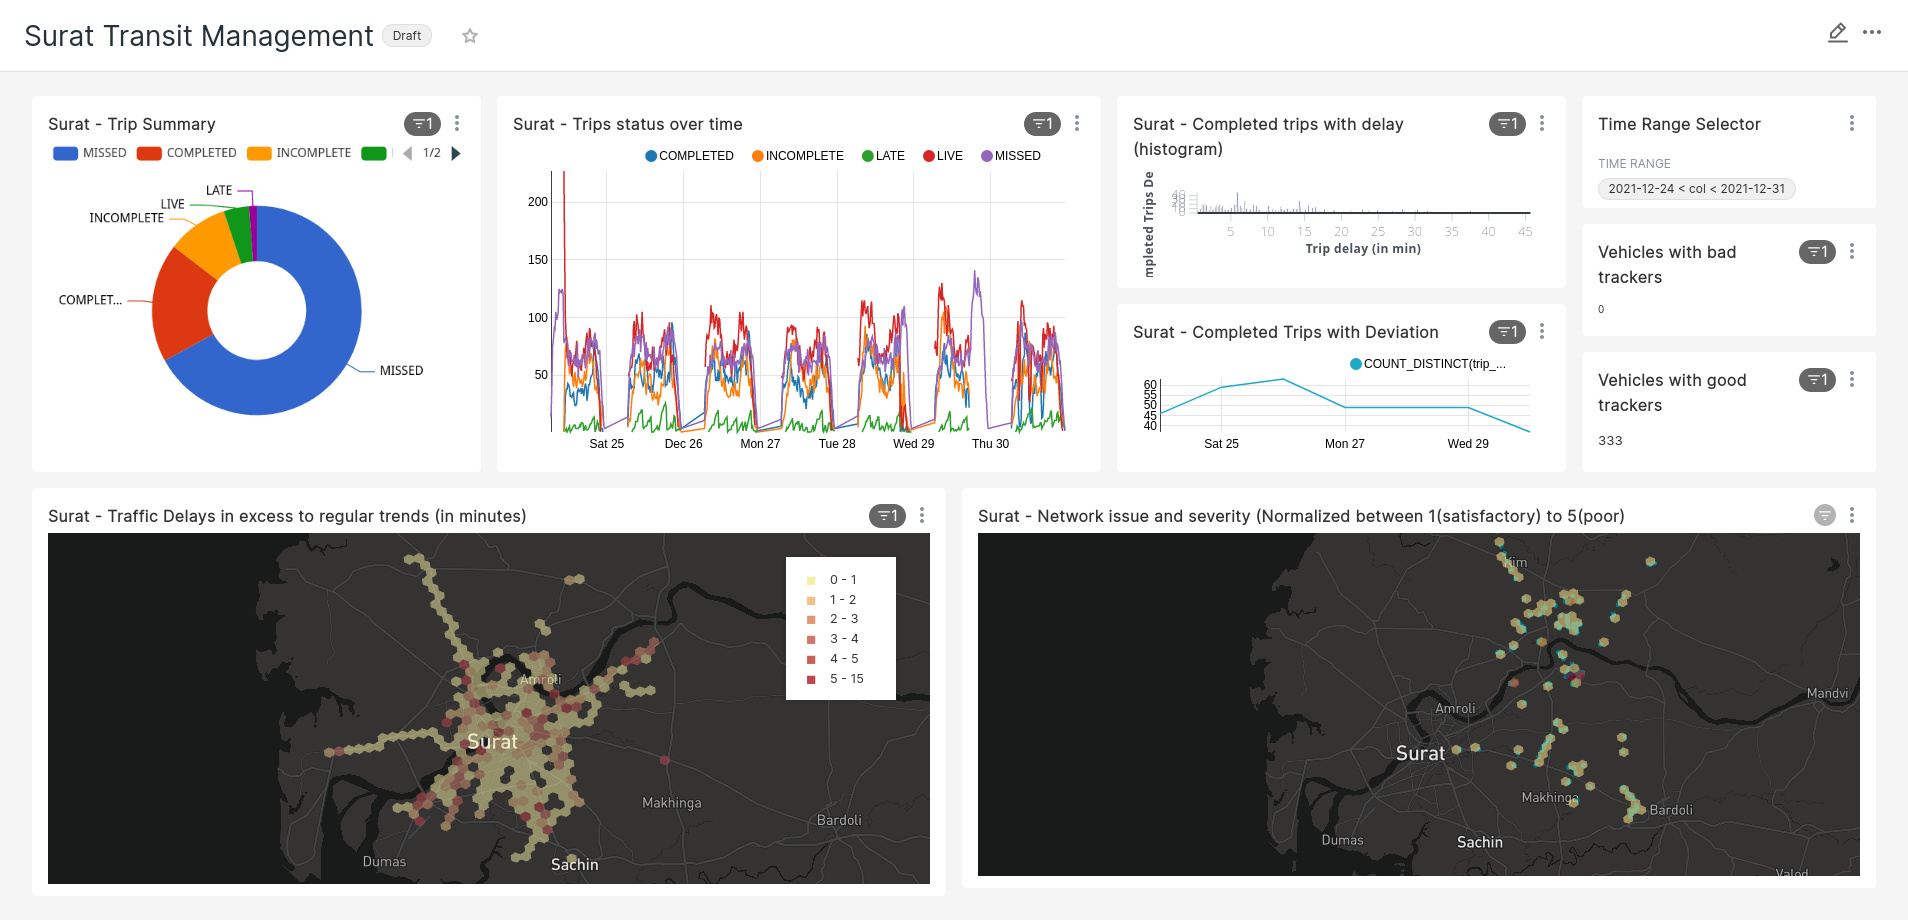 Surat Transit Management
Draft
Surat - Trip Summary
1
MISSED
COMPLETED
INCOMPLETE
1/2
LATE
LIVE
INCOMPLETE
COMPLET...
MISSED
Surat - Trips status over time
1
COMPLETED
INCOMPLETE
LATE
LIVE
MISSED
200
150
100
50
Sat 25
Dec 26
Mon 27
Tue 28
Wed 29
Thu 30
Surat - Completed trips with delay
(histogram)
1
mpleted Trips De
40
0
5
10
15
20
25
30
35
40
45
Trip delay (in min)
Surat - Completed Trips with Deviation
1
COUNT_DISTINCT(trip_...
60
55
50
45
40
Sat 25
Mon 27
Wed 29
Time Range Selector
TIME RANGE
2021-12-24 < col < 2021-12-31
Vehicles with bad
trackers
1
0
Vehicles with good
trackers
1
333
Surat - Traffic Delays in excess to regular trends (in minutes)
1
0 - 1
1 - 2
2 - 3
3 - 4
4 - 5
5 - 15
Amroli
Surat
Makhinga
Bardoli
Dumas
Sachin
Surat - Network issue and severity (Normalized between 1(satisfactory) to 5(poor)
Kim
Mandvi
Amroli
Surat
Makhinga
Bardoli
Dumas
Sachin
Valod